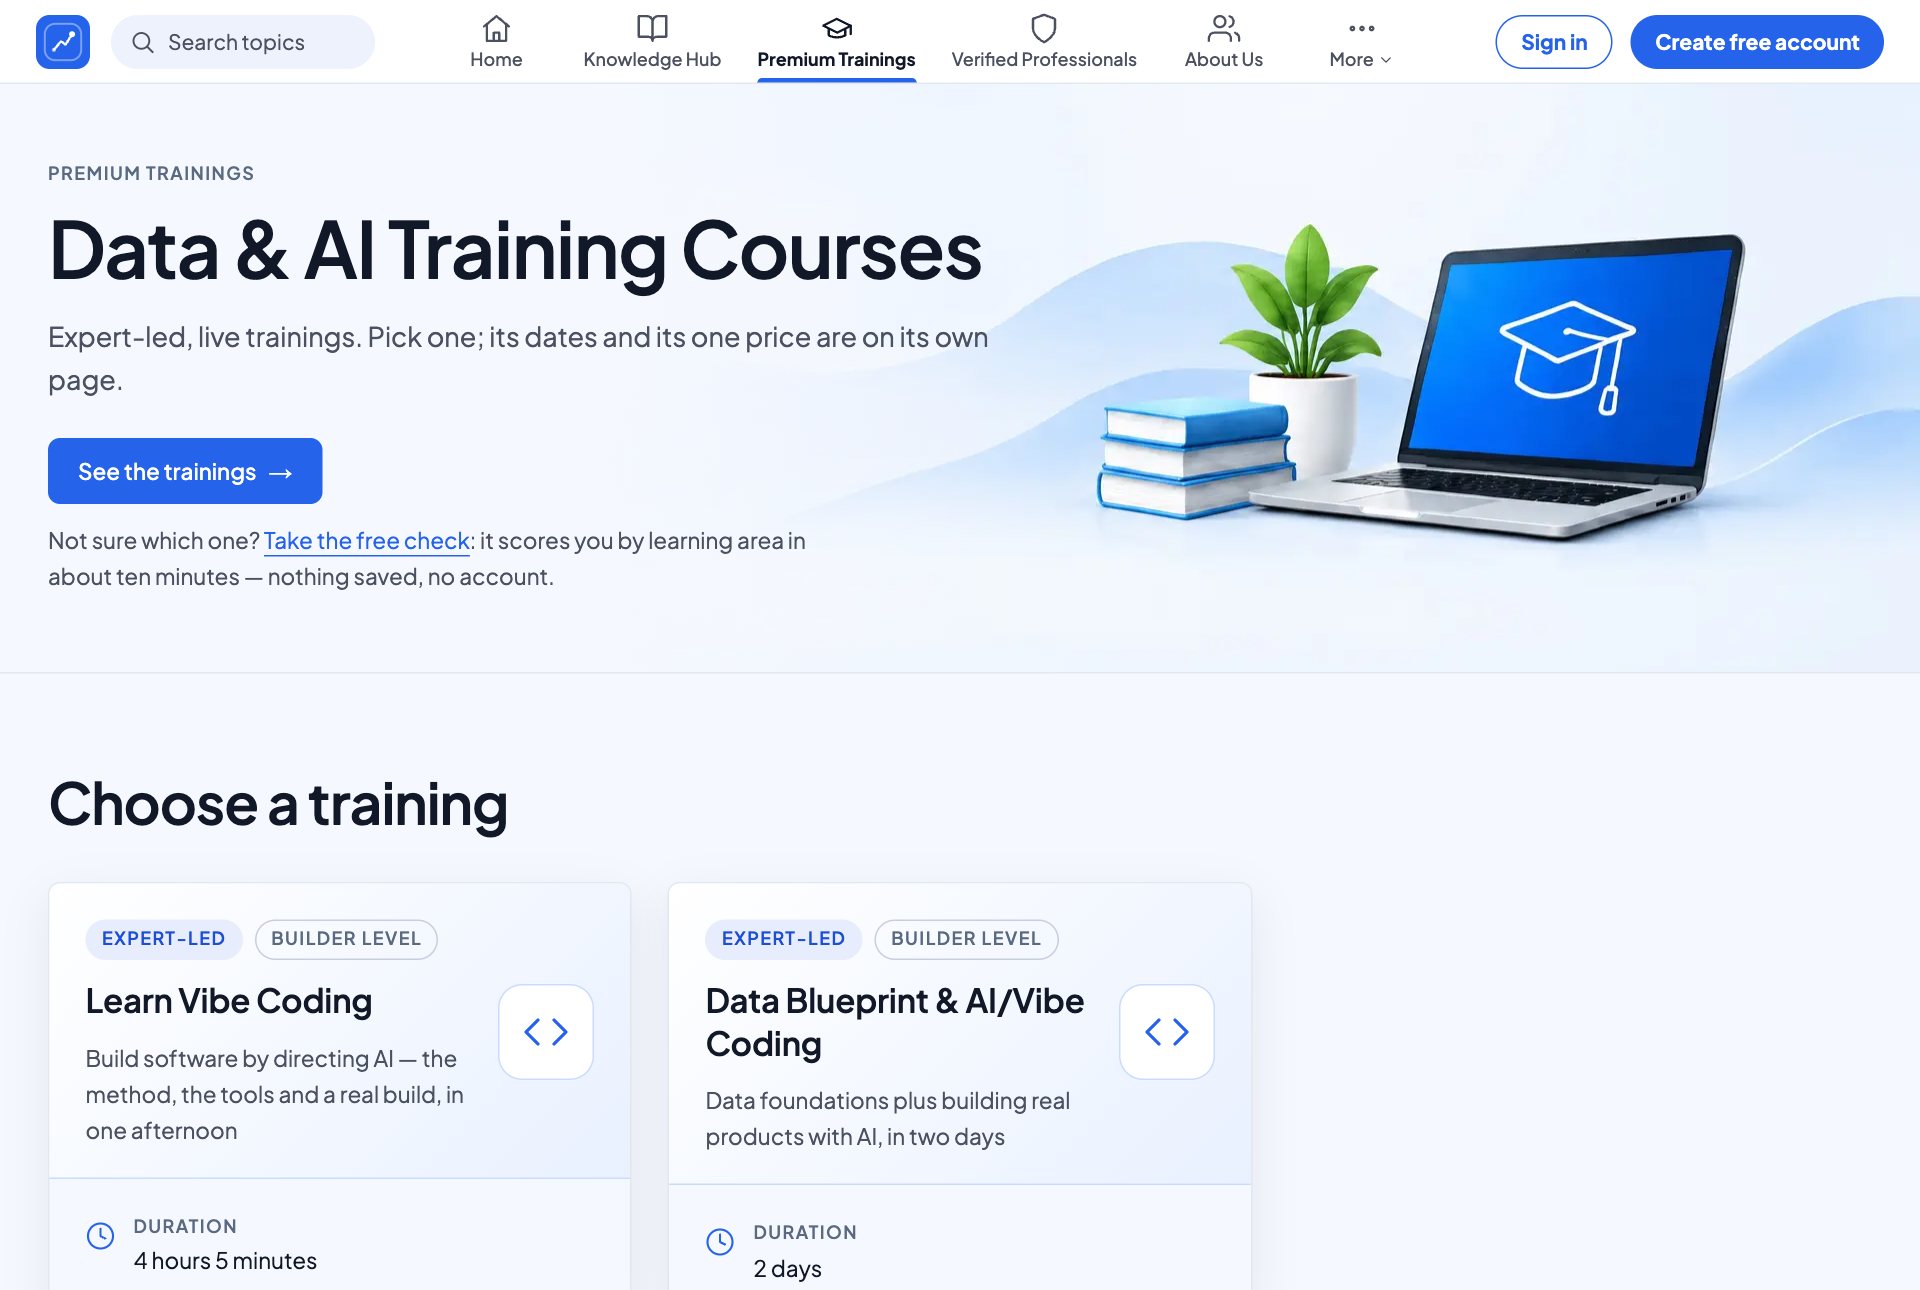 Search topics
Home
Knowledge Hub
Premium Trainings
Verified Professionals
About Us
More
Sign in
Create free account
PREMIUM TRAININGS
Data & AI Training Courses
Expert-led, live trainings. Pick one; its dates and its one price are on its own
page.
See the trainings →
Not sure which one? Take the free check: it scores you by learning area in
about ten minutes — nothing saved, no account.
Choose a training
EXPERT-LED
BUILDER LEVEL
Learn Vibe Coding
Build software by directing AI — the
method, the tools and a real build, in
one afternoon
DURATION
4 hours 5 minutes
EXPERT-LED
BUILDER LEVEL
Data Blueprint & AI/Vibe
Coding
Data foundations plus building real
products with AI, in two days
DURATION
2 days